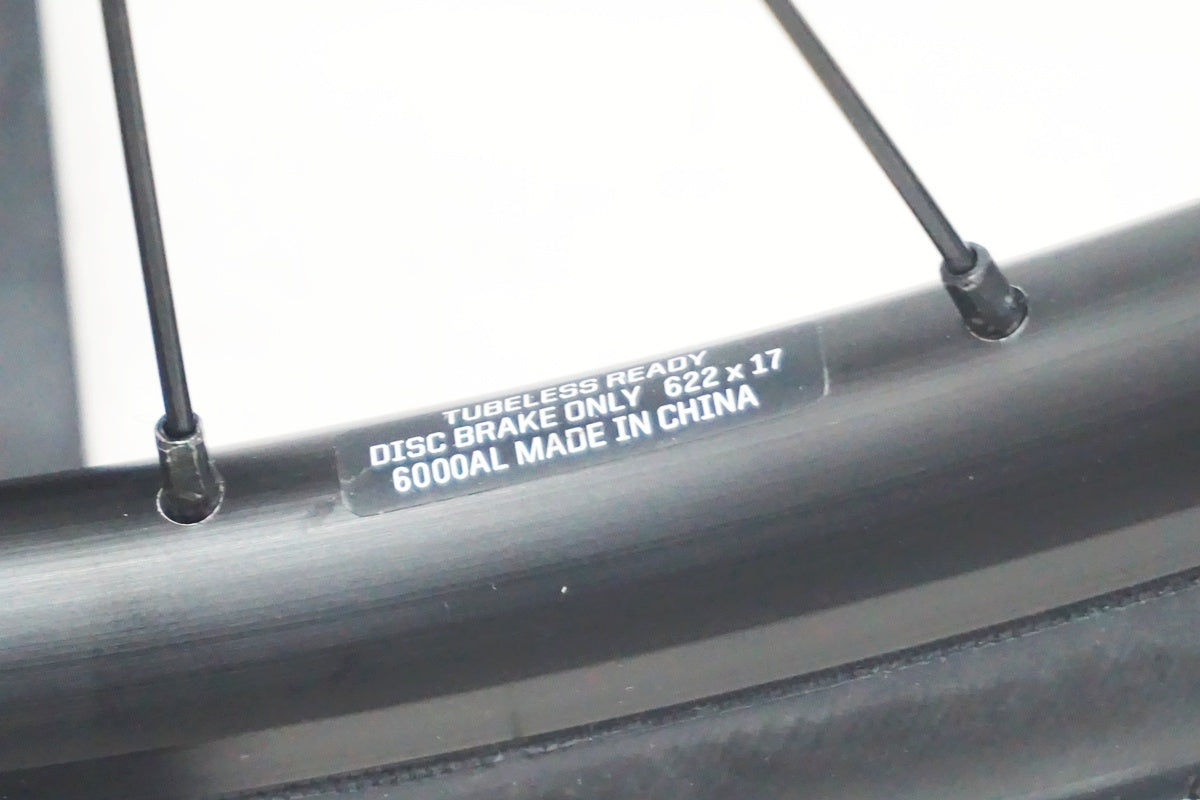 TUBELESS READY
DISC BRAKE ONLY 622 x 17
6000AL MADE IN CHINA